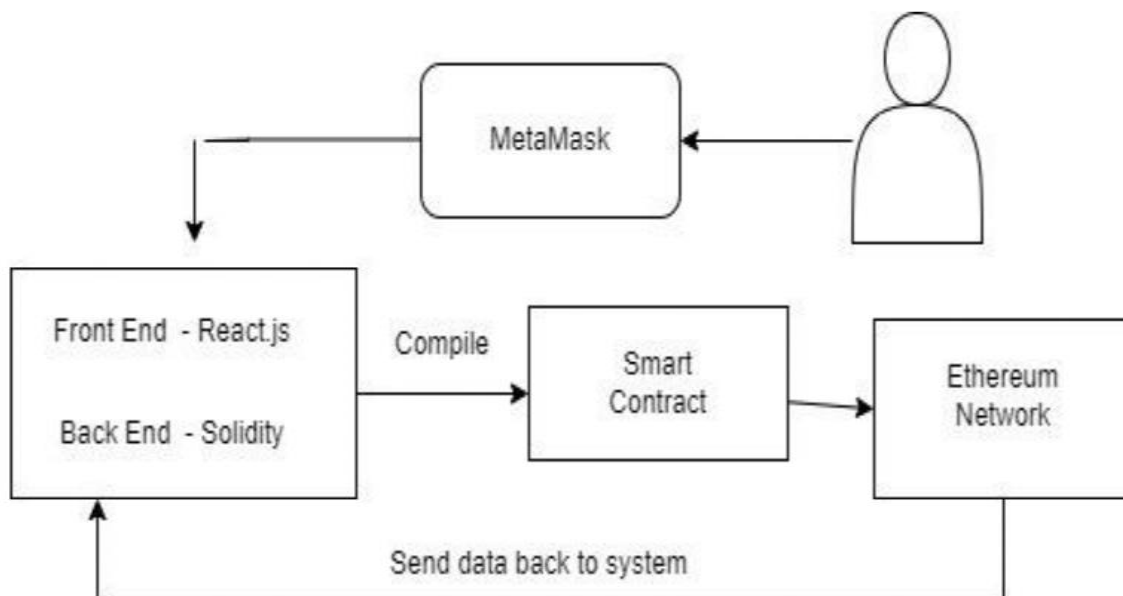 MetaMask
Front End - React.js
Back End - Solidity
Compile
Smart
Contract
Ethereum
Network
Send data back to system